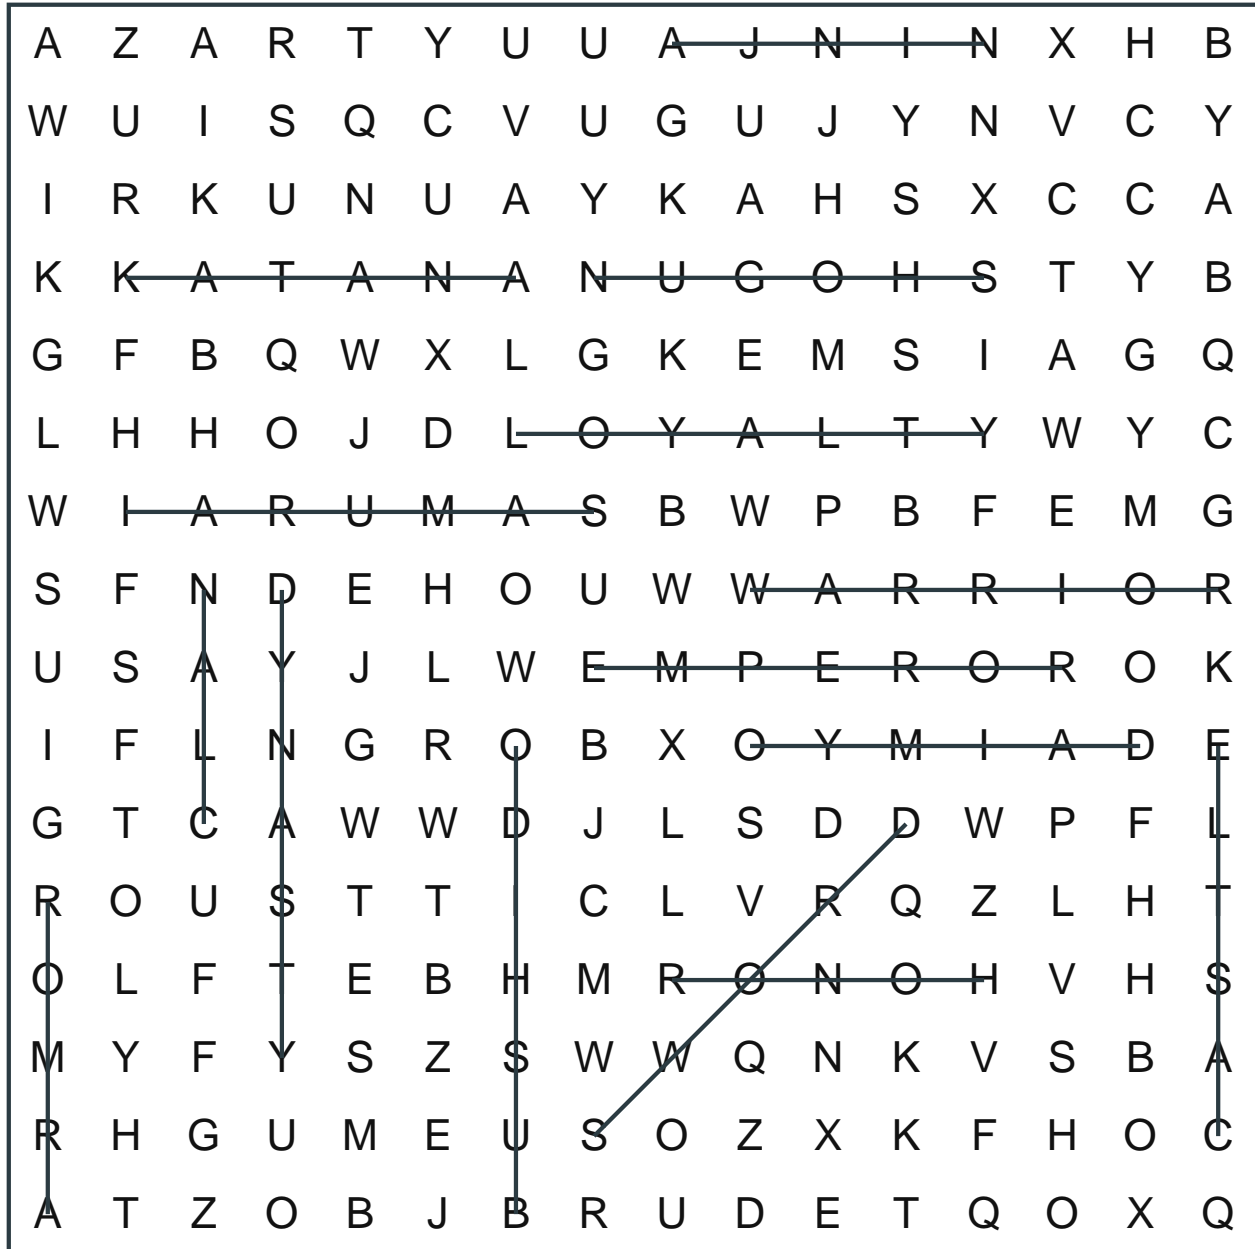 A Z A R T Y U U A J N I N X H B
W U I S Q C V U G U J Y N V C Y
I R K U N U A Y K A H S X C C A
K K A T A N A N U G O H S T Y B
G F B Q W X L G K E M S I A G Q
L H H O J D L O Y A L T Y W Y C
W I A R U M A S B W P B F E M G
S F N D E H O U W W A R R I O R
U S A Y J L W E M P E R O R O K
I F L N G R O B X O Y M I A D E
G T C A W W D J L S D D W P F L
R O U S T T I C L V R Q Z L H T
O L F T E B H M R O N O H V H S
M Y F Y S Z S W W Q N K V S B A
R H G U M E U S O Z X K F H O C
A T Z O B J B R U D E T Q O X Q